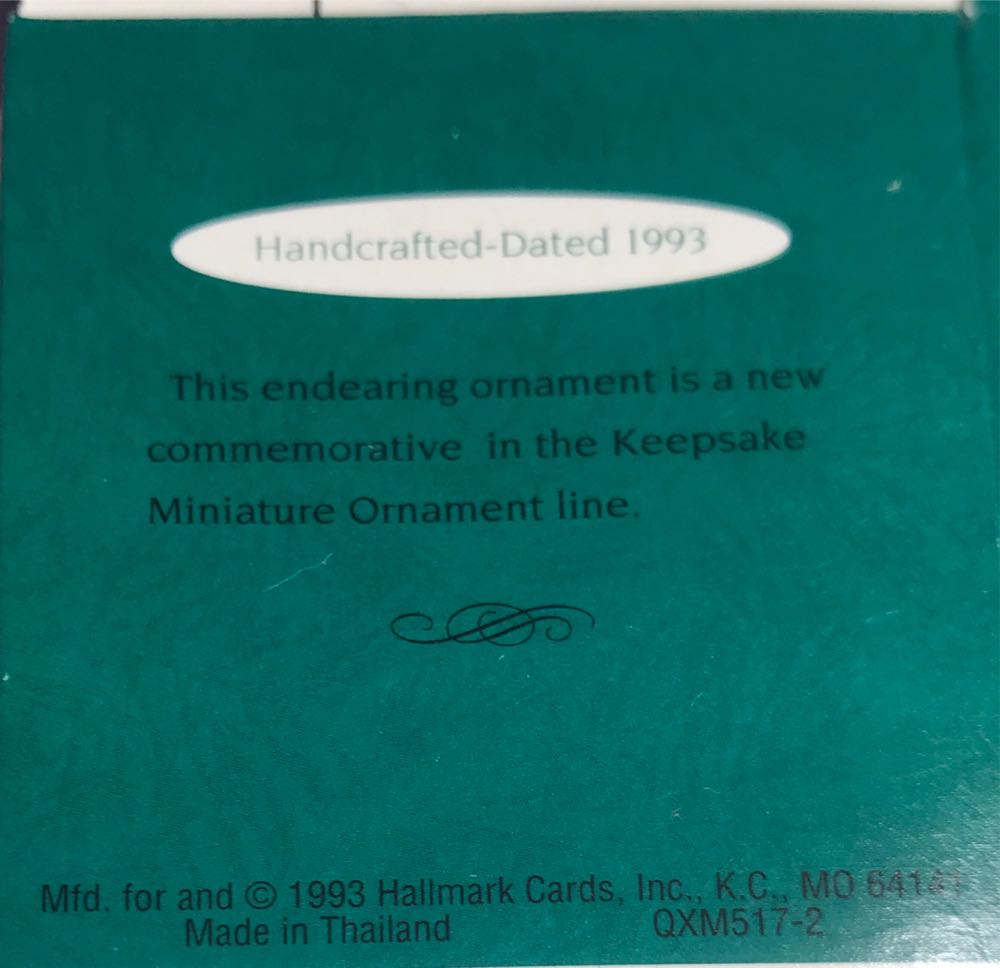 Handcrafted-Dated 1993
This endearing ornament is a new
commemorative in the Keepsake
Miniature Ornament line.
Mfd. for and © 1993 Hallmark Cards, Inc., K.C., MO
Made in Thailand QXM517-2